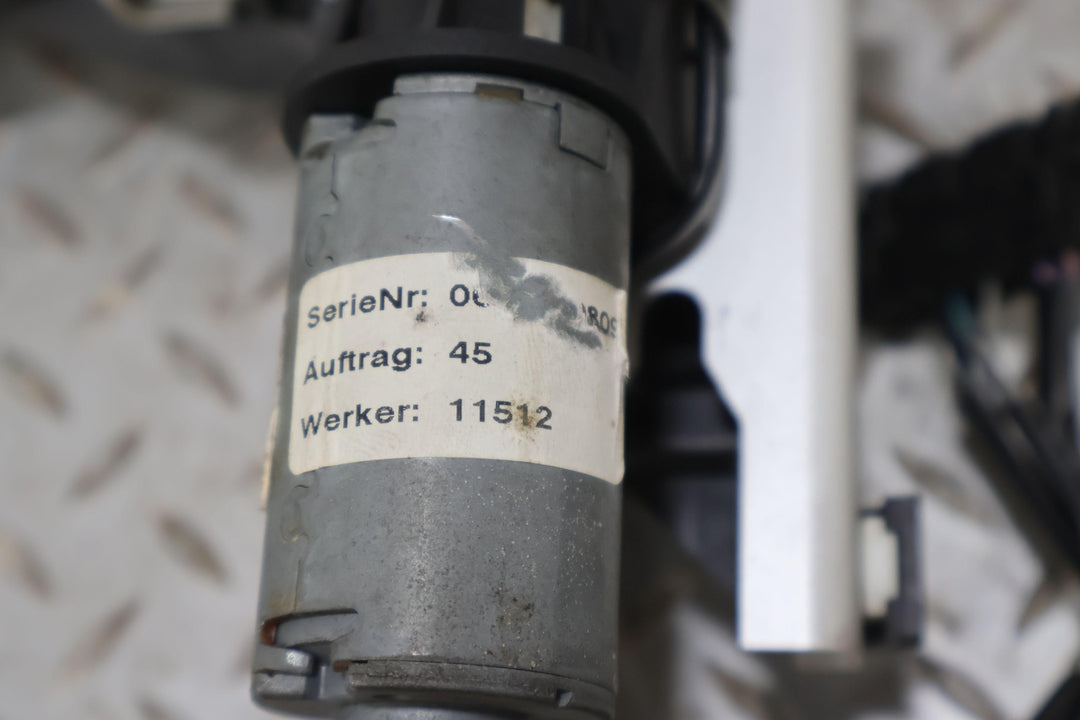 SerieNr:
Auftrag: 45
Werker: 11512